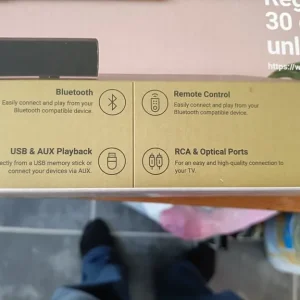 30
unl
https://w
Bluetooth
Easily connect and play from your
Bluetooth compatible device.
Remote Control
Easily connect and play from your
Bluetooth compatible device.
USB & AUX Playback
directly from a USB memory stick or
connect your devices via AUX.
RCA & Optical Ports
For an easy and high-quality connection to
your TV.